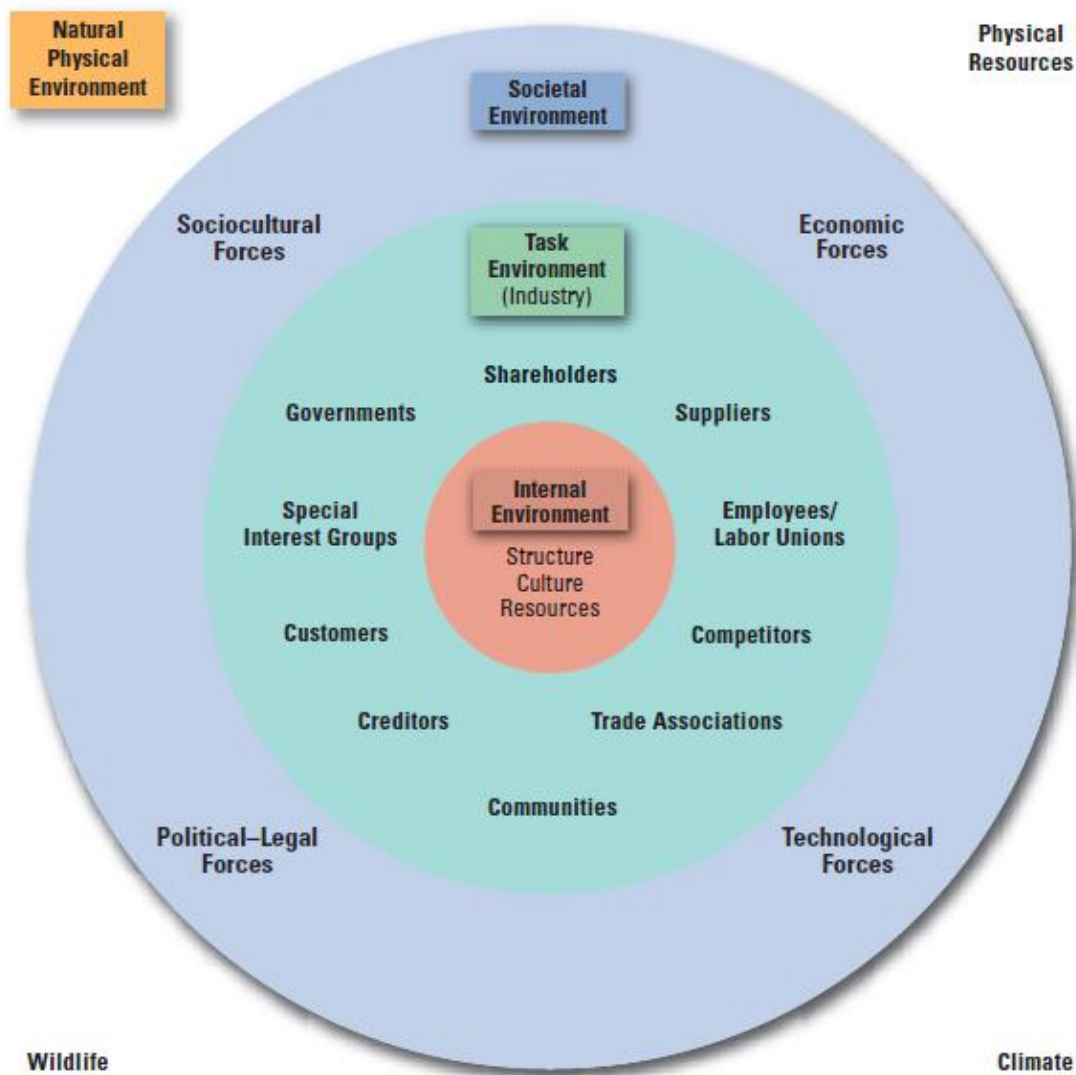 Natural
Physical
Environment
Physical
Resources
Societal
Environment
Sociocultural
Forces
Economic
Forces
Task
Environment
(Industry)
Shareholders
Governments
Suppliers
Internal
Environment
Structure
Culture
Resources
Special
Interest Groups
Employees/
Labor Unions
Customers
Competitors
Creditors
Trade Associations
Communities
Political–Legal
Forces
Technological
Forces
Wildlife
Climate